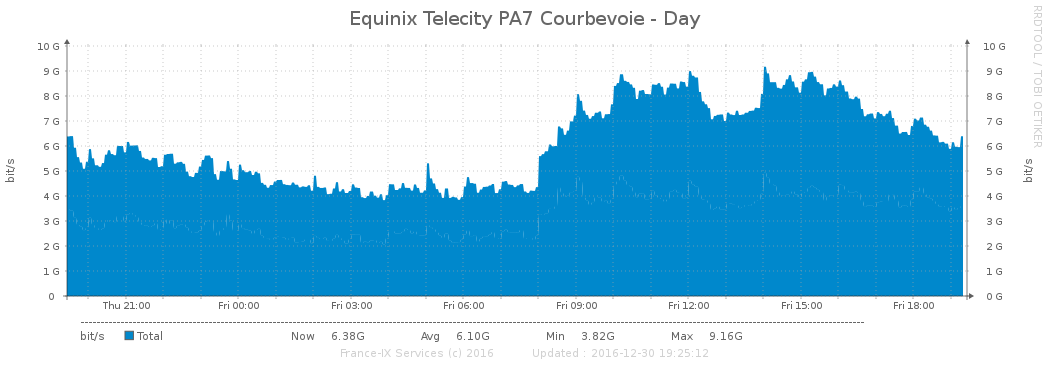 Equinix Telecity PA7 Courbevoie - Day
RRDTOOL / TOBI OETIKER
bit/s
bit/s
10 G 10 G
9 G 9 G
8 G 8 G
7 G 7 G
6 G 6 G
5 G 5 G
4 G 4 G
3 G 3 G
2 G 2 G
1 G 1 G
0 0 G
Thu 21:00 Fri 00:00 Fri 03:00 Fri 06:00 Fri 09:00 Fri 12:00 Fri 15:00 Fri 18:00
bit/s Total Now 6.38G Avg 6.10G Min 3.82G Max 9.16G
France-IX Services (c) 2016 Updated : 2016-12-30 19:25:12